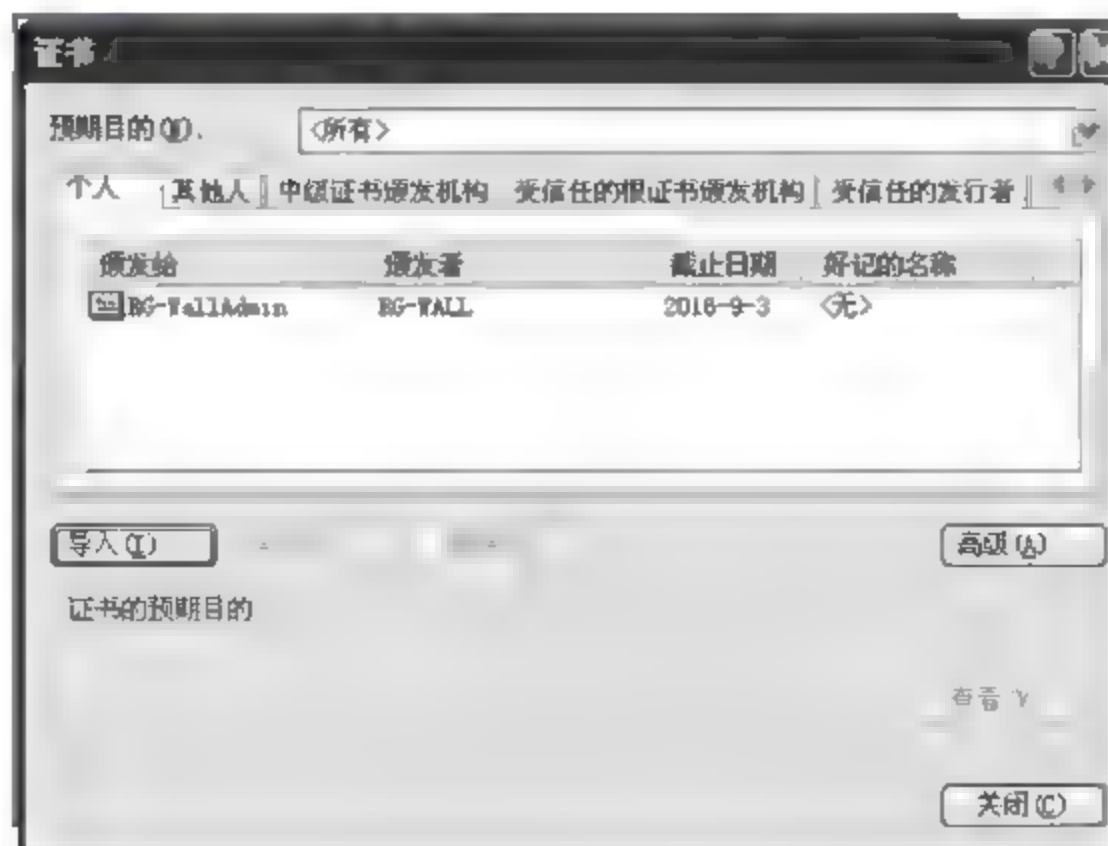 证书
预期目的(N): <所有>
个人 其他人 中级证书颁发机构 受信任的根证书颁发机构 受信任的发行者
颁发给 颁发者 截止日期 好记的名称
RG-WallAdmin RG-WALL 2016-9-3 <无>
导入(I) 高级(A)
证书的预期目的
查看 V
关闭(C)